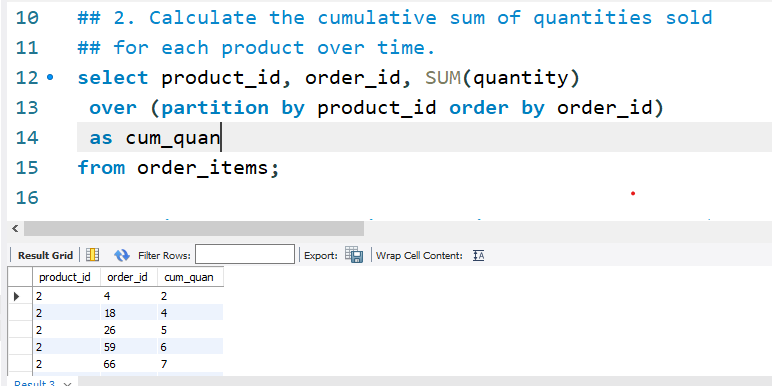 10 ## 2. Calculate the cumulative sum of quantities sold
11 ## for each product over time.
12 select product_id, order_id, SUM(quantity)
13 over (partition by product_id order by order_id)
14 as cum_quan
15 from order_items;
16
Result Grid Filter Rows: Export: Wrap Cell Content:
product_id order_id cum_quan
2 4 2
2 18 4
2 26 5
2 59 6
2 66 7
Result 3